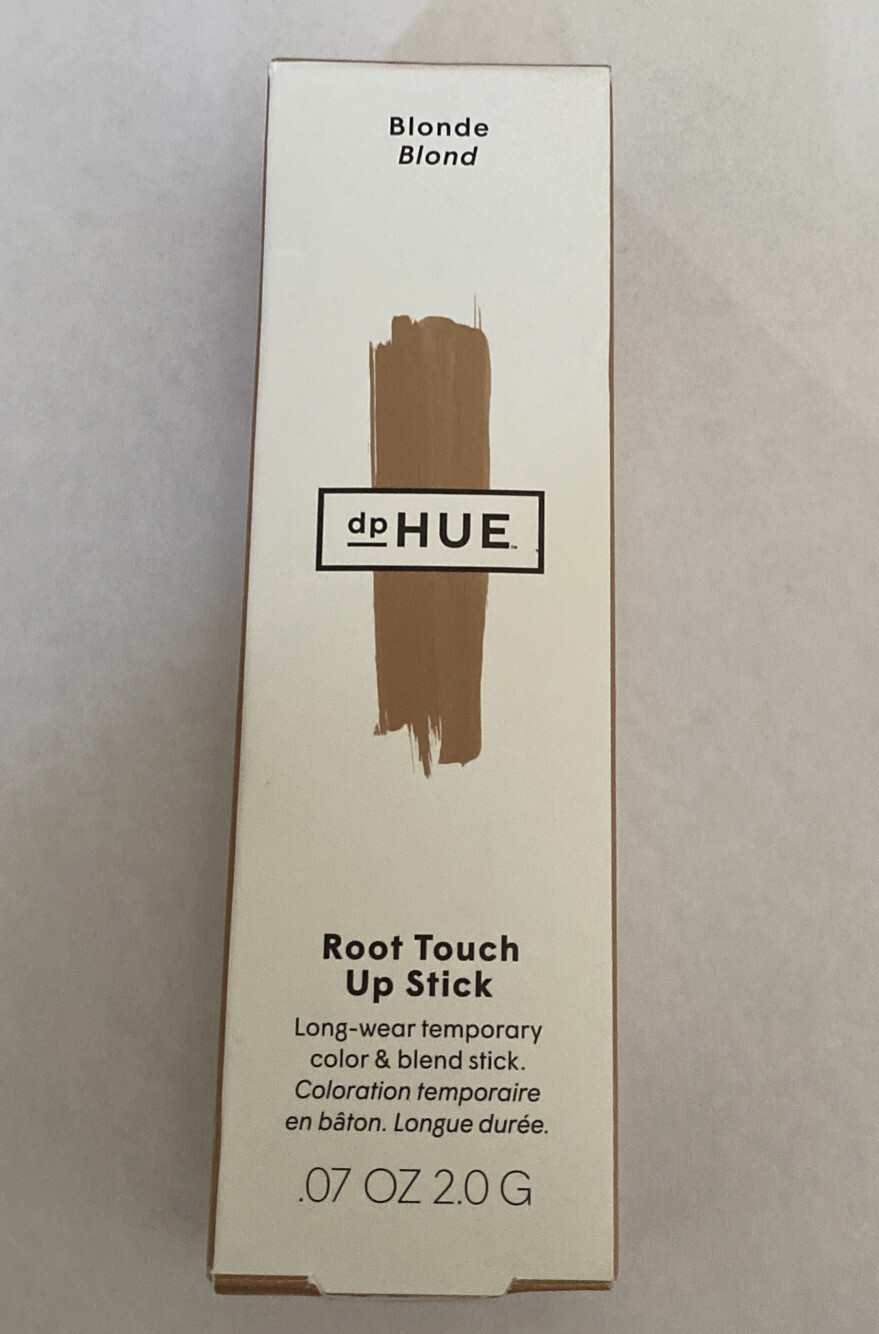 Blonde
Blond
dpHUE™
Root Touch
Up Stick
Long-wear temporary
color & blend stick.
Coloration temporaire
en bâton. Longue durée.
.07 OZ 2.0 G